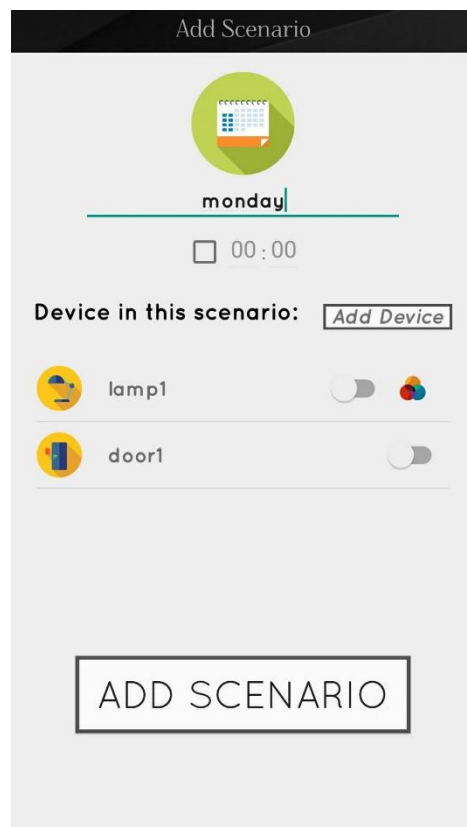 Add Scenario
monday
00 : 00
Device in this scenario: Add Device
lamp1
door1
ADD SCENARIO